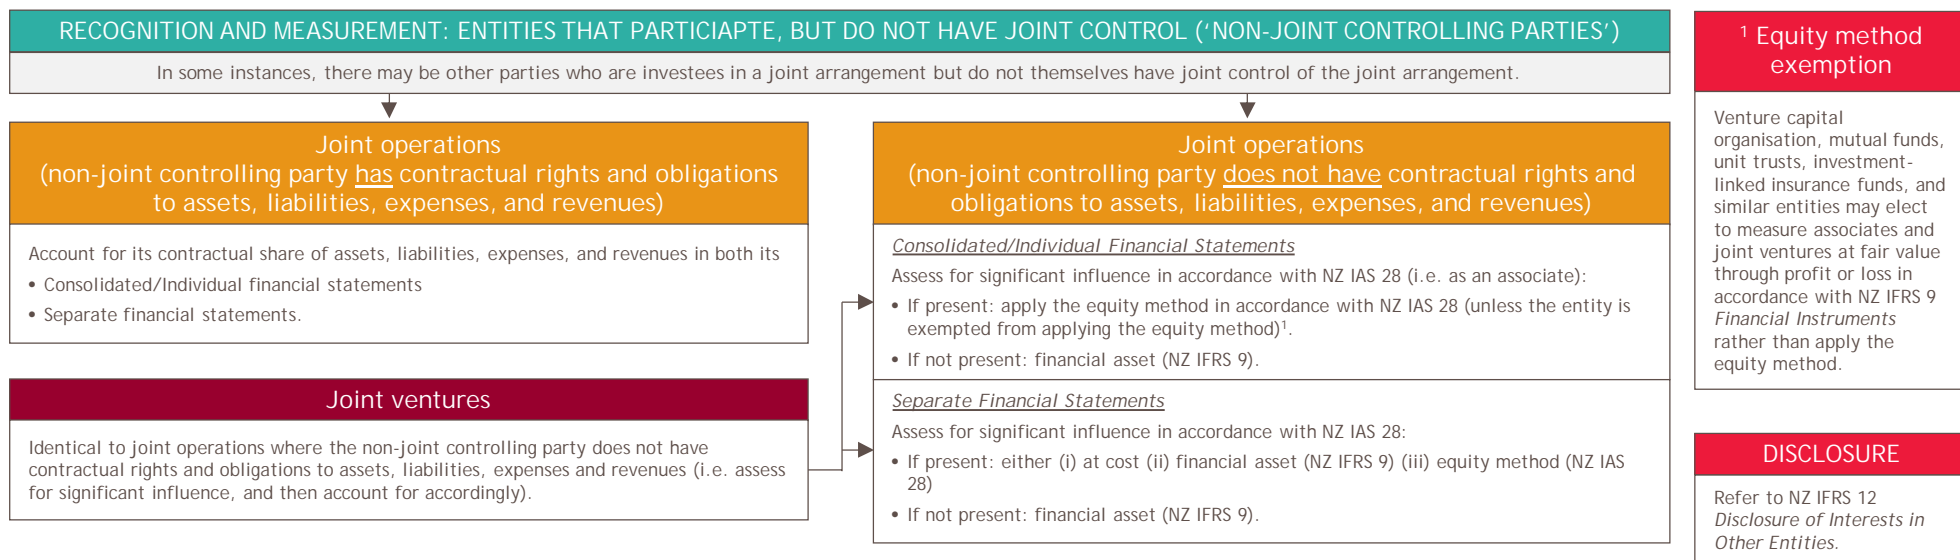 RECOGNITION AND MEASUREMENT: ENTITIES THAT PARTICIAPTE, BUT DO NOT HAVE JOINT CONTROL (‘NON-JOINT CONTROLLING PARTIES’)
In some instances, there may be other parties who are investees in a joint arrangement but do not themselves have joint control of the joint arrangement.
Joint operations
(non-joint controlling party has contractual rights and obligations
to assets, liabilities, expenses, and revenues)
Account for its contractual share of assets, liabilities, expenses, and revenues in both its
• Consolidated/Individual financial statements
• Separate financial statements.
Joint ventures
Identical to joint operations where the non-joint controlling party does not have
contractual rights and obligations to assets, liabilities, expenses and revenues (i.e. assess
for significant influence, and then account for accordingly).
Joint operations
(non-joint controlling party does not have contractual rights and
obligations to assets, liabilities, expenses, and revenues)
Consolidated/Individual Financial Statements
Assess for significant influence in accordance with NZ IAS 28 (i.e. as an associate):
• If present: apply the equity method in accordance with NZ IAS 28 (unless the entity is
exempted from applying the equity method)¹.
• If not present: financial asset (NZ IFRS 9).
Separate Financial Statements
Assess for significant influence in accordance with NZ IAS 28:
• If present: either (i) at cost (ii) financial asset (NZ IFRS 9) (iii) equity method (NZ IAS
28)
• If not present: financial asset (NZ IFRS 9).
¹ Equity method
exemption
Venture capital
organisation, mutual funds,
unit trusts, investment-
linked insurance funds, and
similar entities may elect
to measure associates and
joint ventures at fair value
through profit or loss in
accordance with NZ IFRS 9
Financial Instruments
rather than apply the
equity method.
DISCLOSURE
Refer to NZ IFRS 12
Disclosure of Interests in
Other Entities.